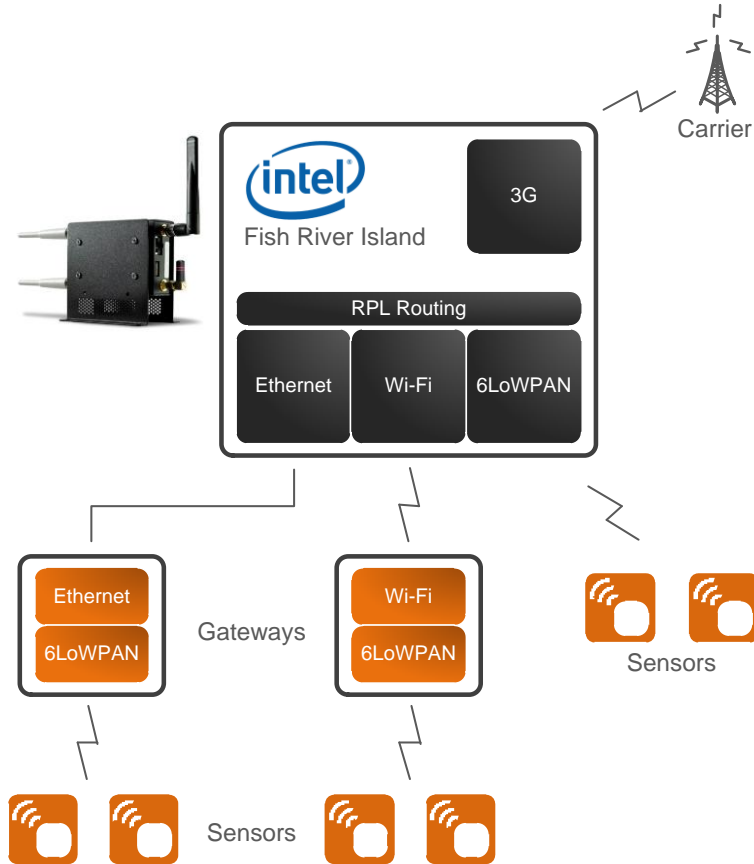 Carrier
intel
3G
Fish River Island
RPL Routing
Ethernet
Wi-Fi
6LoWPAN
Ethernet
6LoWPAN
Gateways
Wi-Fi
6LoWPAN
Sensors
Sensors